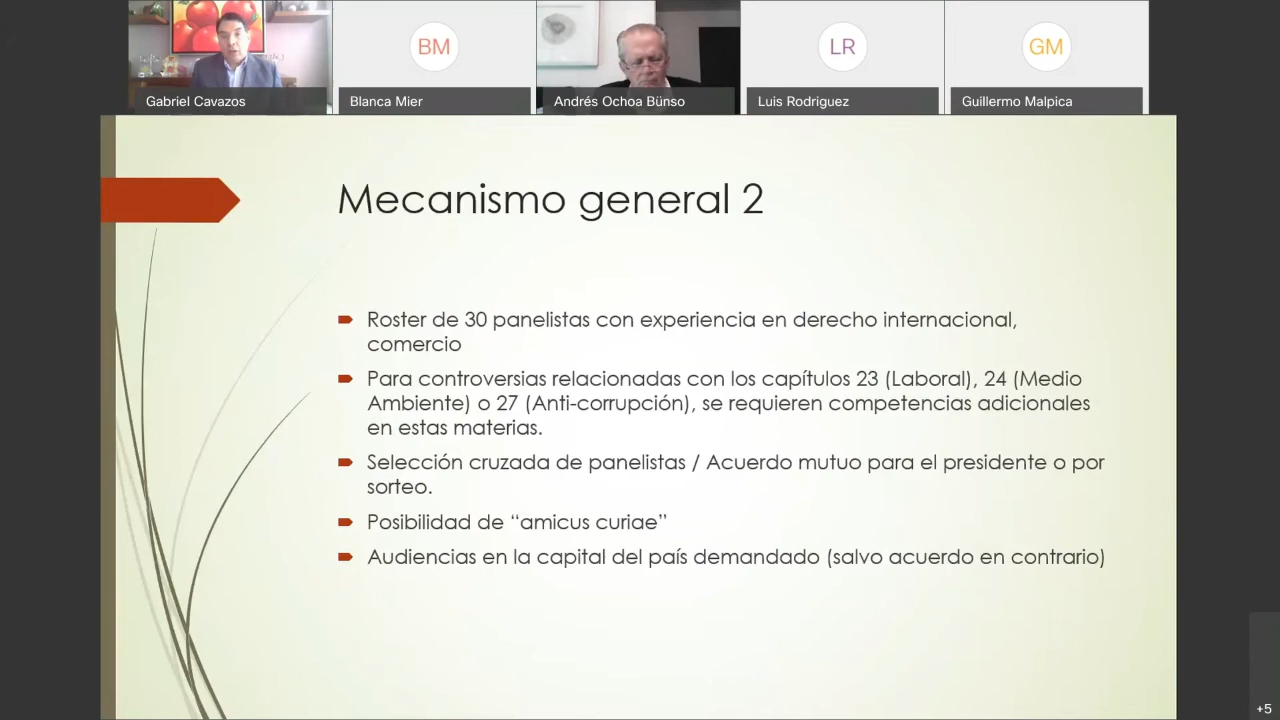 Gabriel Cavazos
BM
Blanca Mier
Andrés Ochoa Bünso
LR
Luis Rodriguez
GM
Guillermo Malpica
Mecanismo general 2
Roster de 30 panelistas con experiencia en derecho internacional,
comercio
Para controversias relacionadas con los capítulos 23 (Laboral), 24 (Medio
Ambiente) o 27 (Anti-corrupción), se requieren competencias adicionales
en estas materias.
Selección cruzada de panelistas / Acuerdo mutuo para el presidente o por
sorteo.
Posibilidad de “amicus curiae”
Audiencias en la capital del país demandado (salvo acuerdo en contrario)
+5